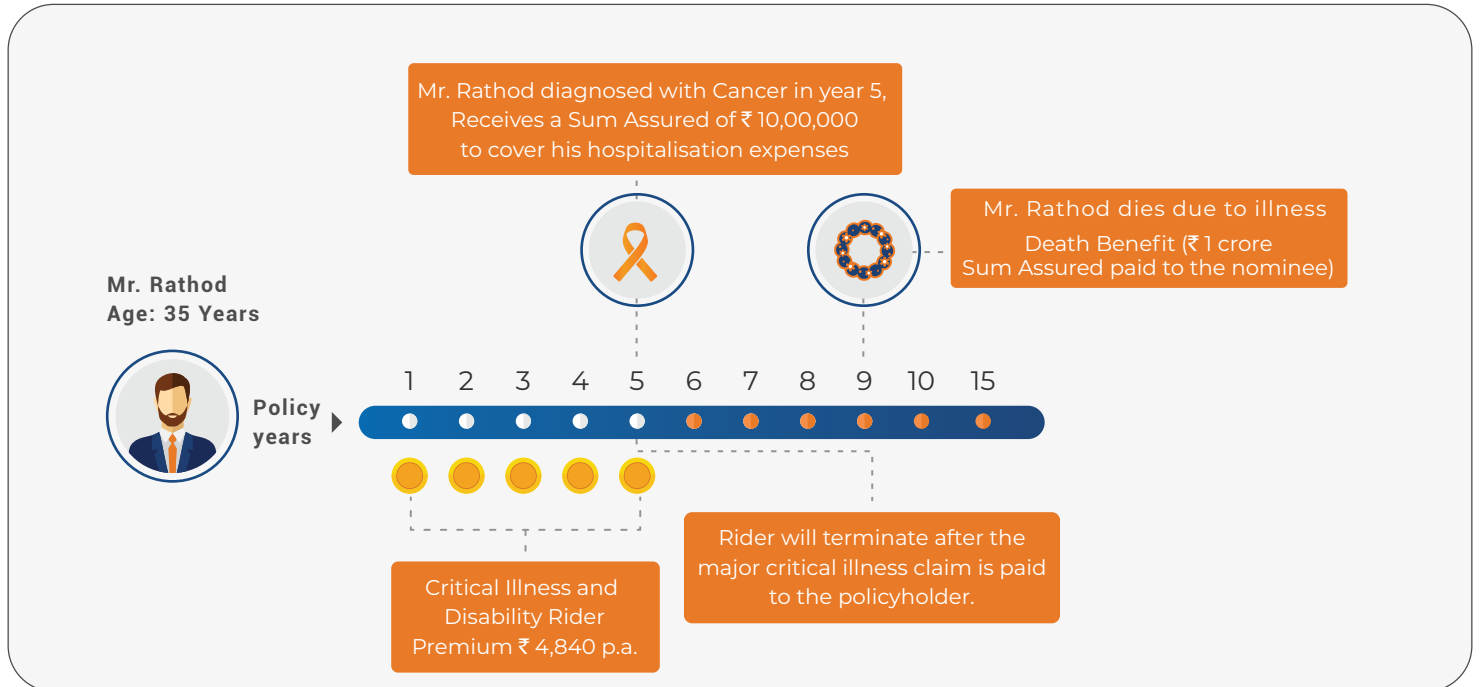 Mr. Rathod diagnosed with Cancer in year 5,
Receives a Sum Assured of ₹ 10,00,000
to cover his hospitalisation expenses
Mr. Rathod dies due to illness
Death Benefit (₹ 1 crore
Sum Assured paid to the nominee)
Mr. Rathod
Age: 35 Years
Policy
years
1 2 3 4 5 6 7 8 9 10 15
Critical Illness and
Disability Rider
Premium ₹ 4,840 p.a.
Rider will terminate after the
major critical illness claim is paid
to the policyholder.